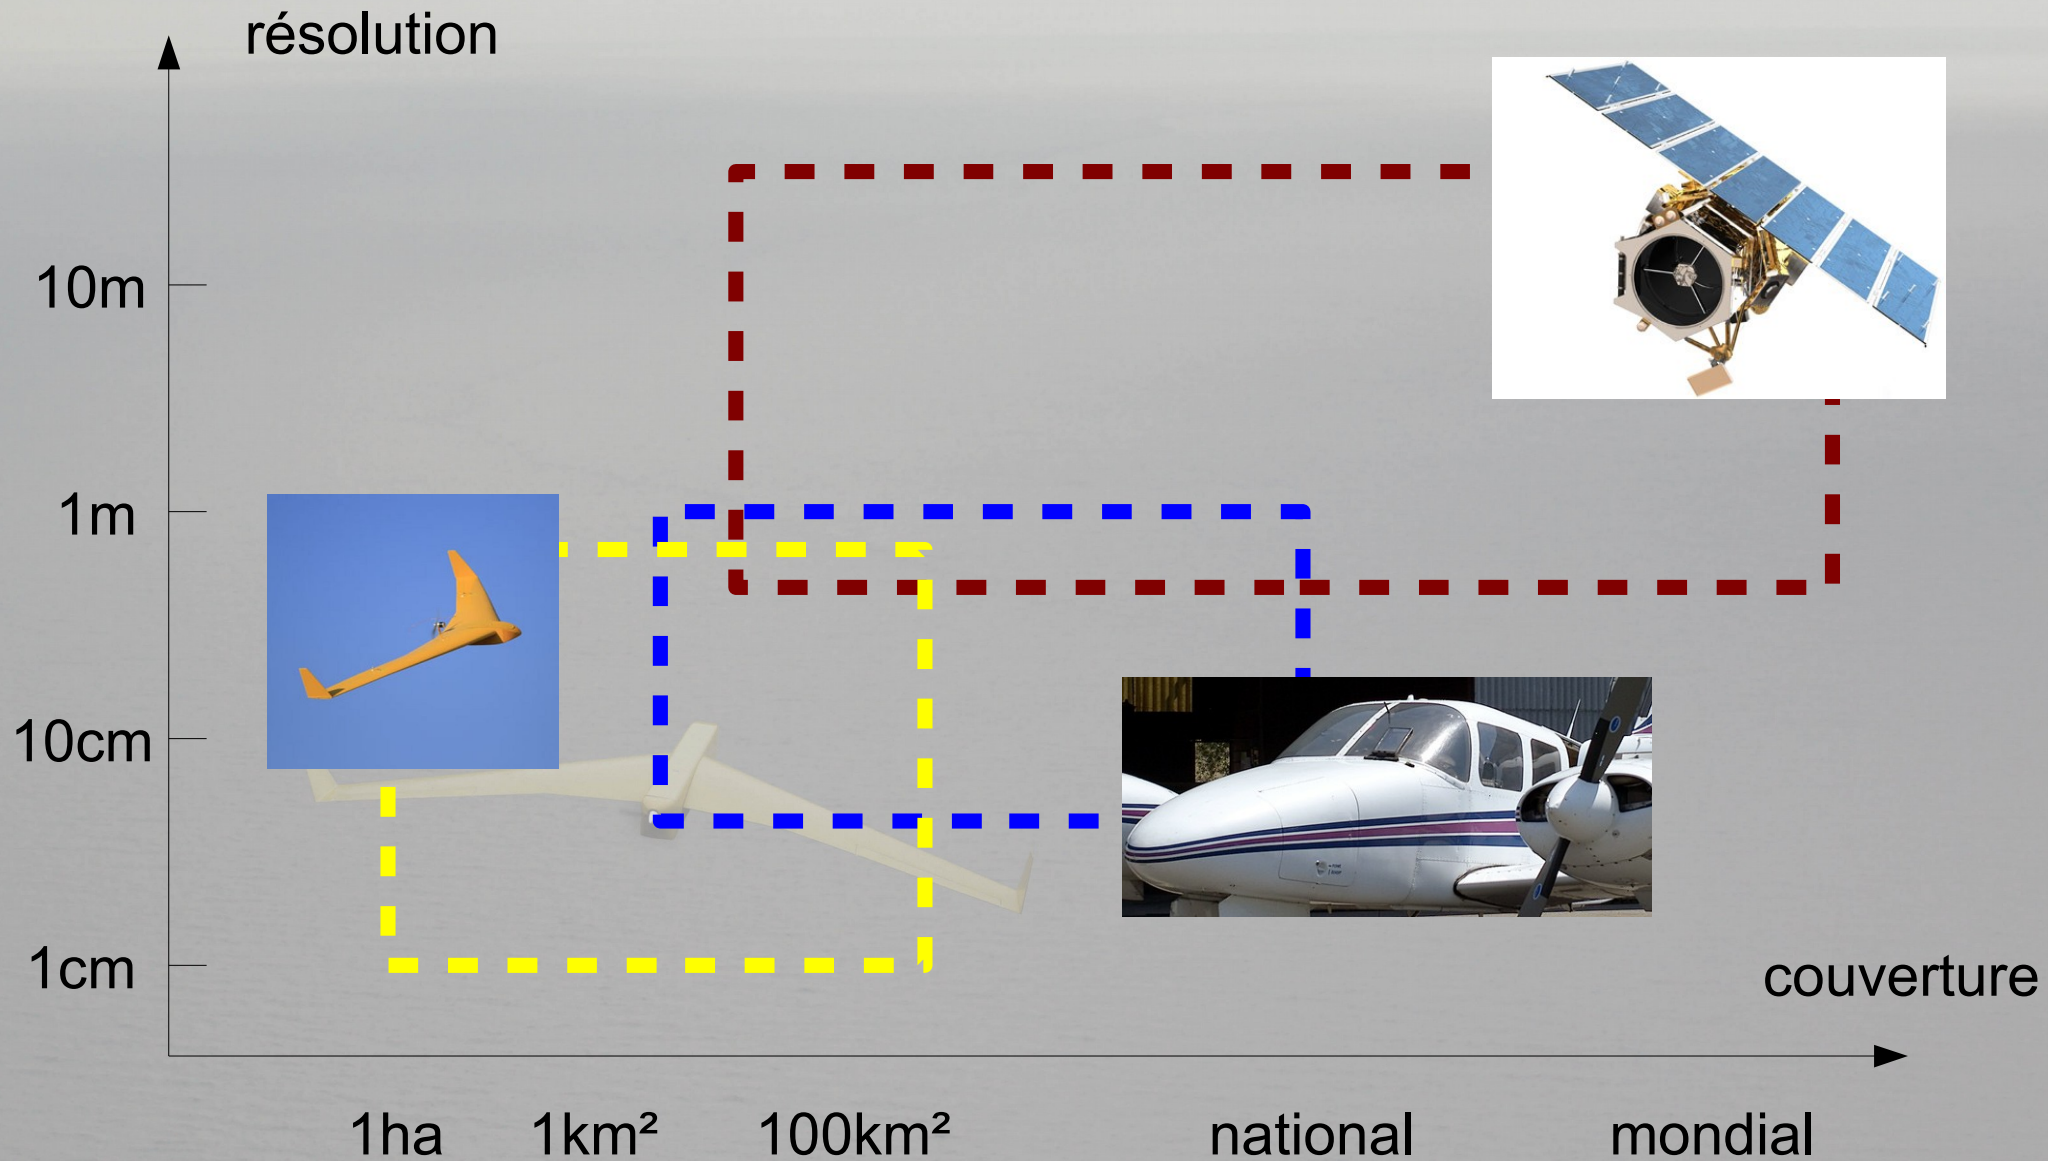 résolution
10m
1m
10cm
1cm
couverture
1ha
1km²
100km²
national
mondial